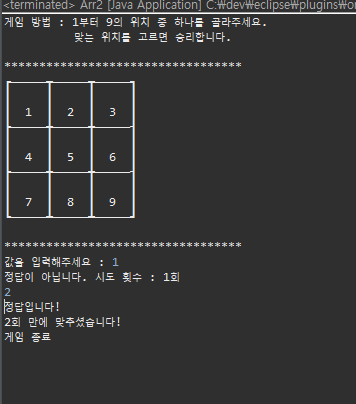 <terminated> Arr2 [Java Application] C:\dev\eclipse\plugins\or
게임 방법 : 1부터 9의 위치 중 하나를 골라주세요.
맞는 위치를 고르면 승리합니다.
**********************************
1 2 3
4 5 6
7 8 9
**********************************
값을 입력해주세요 : 1
정답이 아닙니다. 시도 횟수 : 1회
2
정답입니다!
2회 만에 맞추셨습니다!
게임 종료